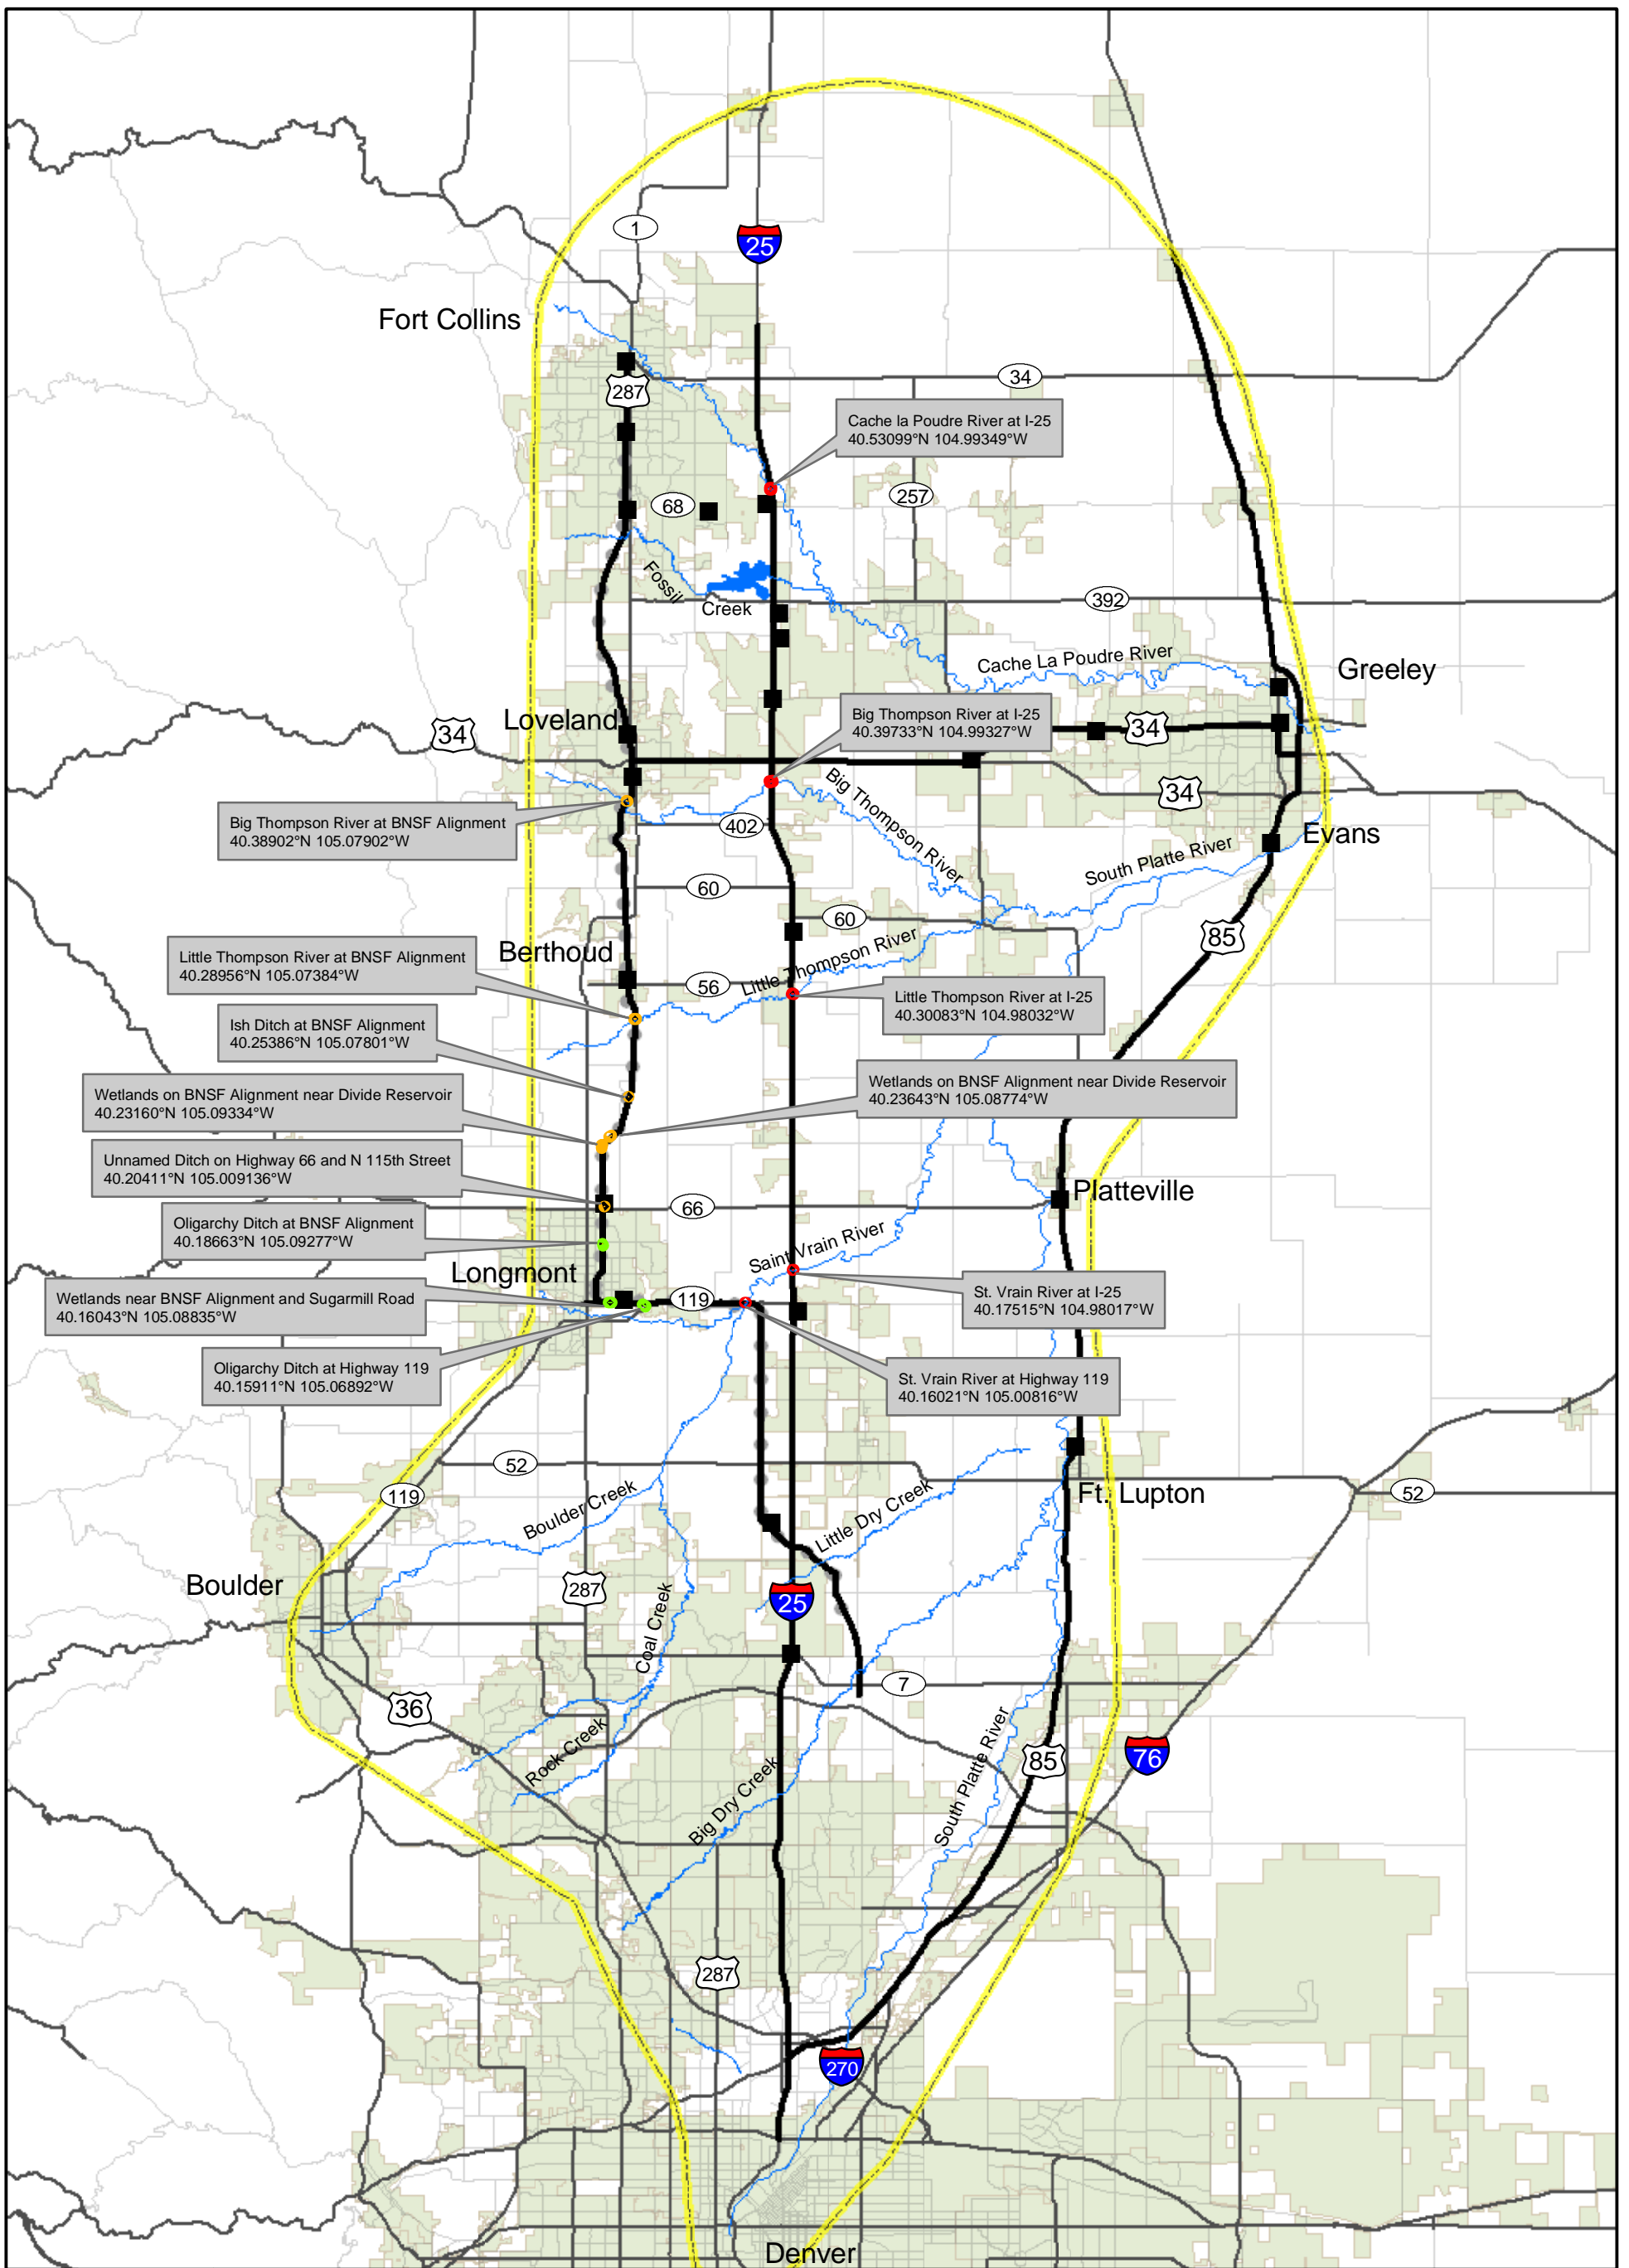 1
25
Fort Collins
287
34
Cache la Poudre River at I-25
40.53099°N 104.99349°W
257
68
Fossil
Creek
392
Cache La Poudre River
Greeley
Loveland
34
Big Thompson River at I-25
40.39733°N 104.99327°W
34
34
Big Thompson River
Big Thompson River at BNSF Alignment
40.38902°N 105.07902°W
402
Evans
South Platte River
60
60
85
Berthoud
Little Thompson River at BNSF Alignment
40.28956°N 105.07384°W
56
Little Thompson River
Little Thompson River at I-25
40.30083°N 104.98032°W
Ish Ditch at BNSF Alignment
40.25386°N 105.07801°W
Wetlands on BNSF Alignment near Divide Reservoir
40.23160°N 105.09334°W
Wetlands on BNSF Alignment near Divide Reservoir
40.23643°N 105.08774°W
Unnamed Ditch on Highway 66 and N 115th Street
40.20411°N 105.009136°W
66
Platteville
Oligarchy Ditch at BNSF Alignment
40.18663°N 105.09277°W
Saint Vrain River
Longmont
Wetlands near BNSF Alignment and Sugarmill Road
40.16043°N 105.08835°W
119
St. Vrain River at I-25
40.17515°N 104.98017°W
Oligarchy Ditch at Highway 119
40.15911°N 105.06892°W
St. Vrain River at Highway 119
40.16021°N 105.00816°W
52
119
52
Ft. Lupton
Boulder Creek
Little Dry Creek
Boulder
287
25
Coal Creek
7
36
Rock Creek
South Platte River
85
76
Big Dry Creek
287
270
Denver